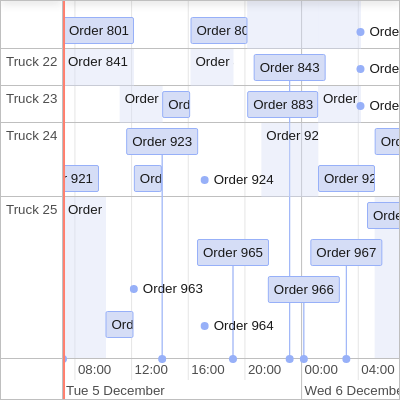 Order 801
Order 80
Orde
Truck 22
Order 841
Order
Order 843
Orde
Truck 23
Order
Ord
Order 883
Order
Orde
Truck 24
Order 923
Order 92
Ord
r 921
Ord
Order 924
Order 92
Truck 25
Order
Orde
Order 965
Order 967
Order 963
Order 966
Ord
Order 964
08:00
12:00
16:00
20:00
00:00
04:00
Tue 5 December
Wed 6 Decembe